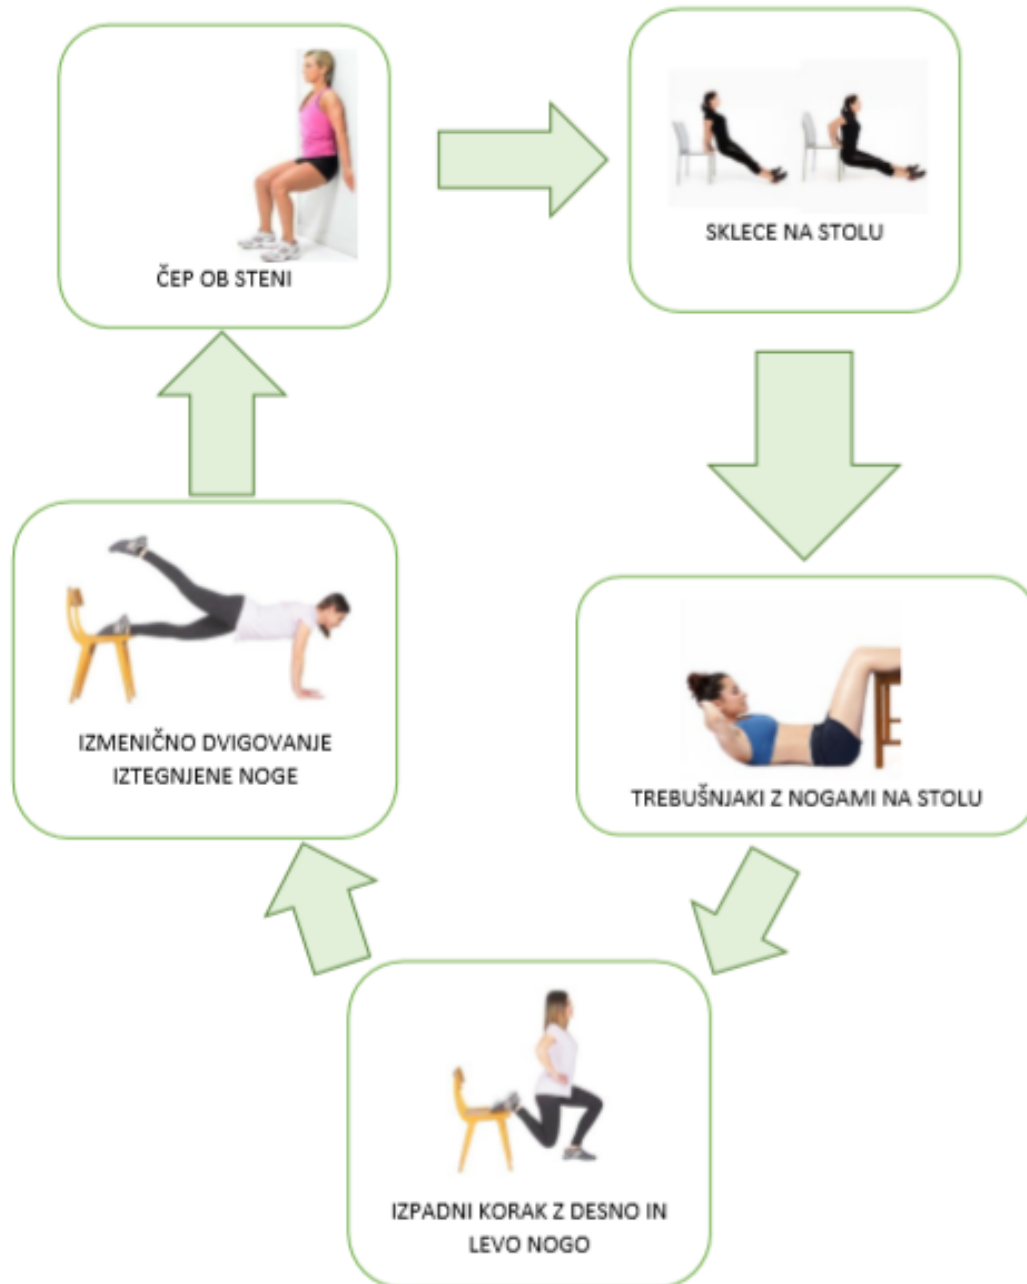 ČEP OB STENI
SKLECE NA STOLU
TREBUŠNJAKI Z NOGAMI NA STOLU
IZPADNI KORAK Z DESNO IN
LEVO NOGO
IZMENIČNO DVIGOVANJE
IZTEGNJENE NOGE